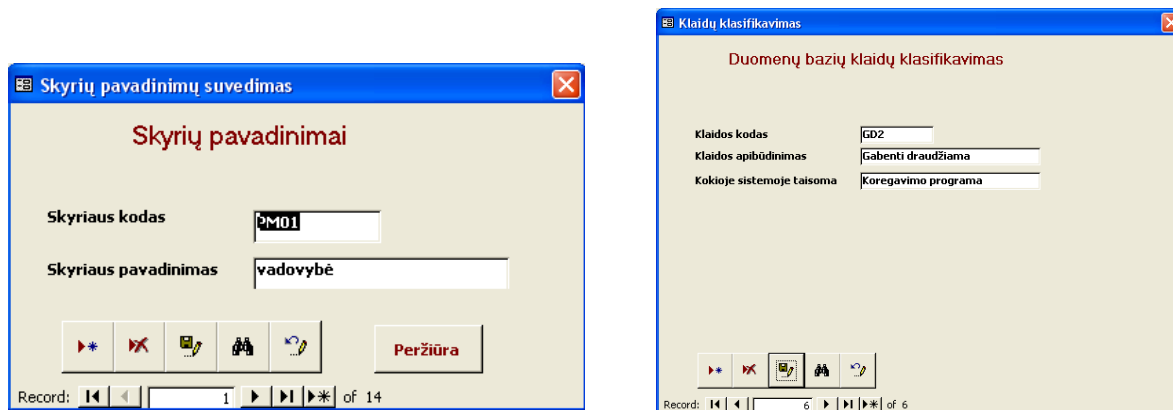 Skyrių pavadinimų suvedimas
Skyrių pavadinimai
Skyriaus kodas PM01
Skyriaus pavadinimas vadovybė
Peržiūra
Record: 1 of 14
Klaidų klasifikavimas
Duomenų bazių klaidų klasifikavimas
Klaidos kodas GD2
Klaidos apibūdinimas Gabenti draudžiama
Kokioje sistemoje taisoma Koregavimo programa
Record: 6 of 6